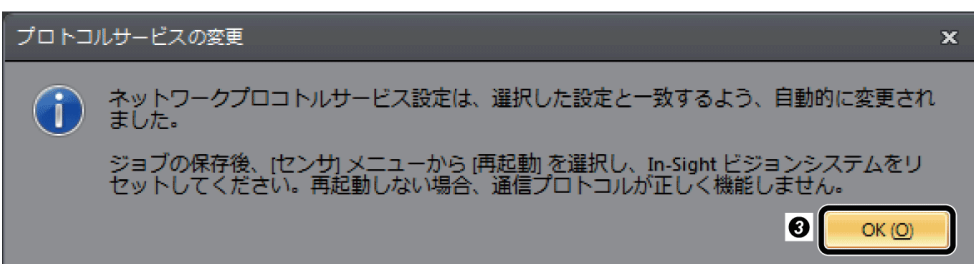 プロトコルサービスの変更
ネットワークプロコトルサービス設定は、選択した設定と一致するよう、自動的に変更され
ました。
ジョブの保存後、[センサ] メニューから [再起動] を選択し、In-Sight ビジョンシステムをリ
セットしてください。再起動しない場合、通信プロトコルが正しく機能しません。
❸ OK (O)